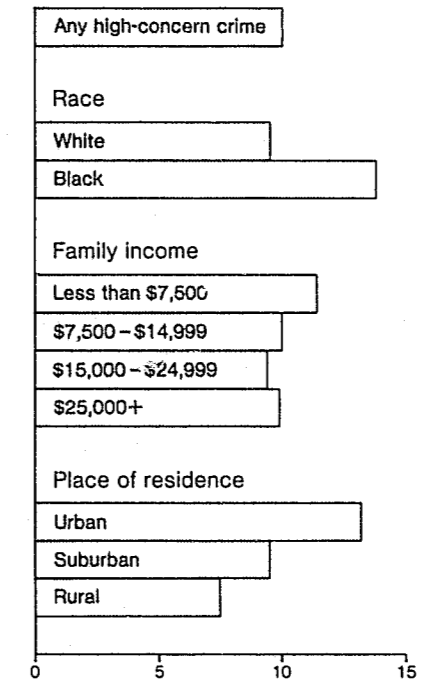 Any high-concern crime
Race
White
Black
Family income
Less than $7,500
$7,500–$14,999
$15,000–$24,999
$25,000+
Place of residence
Urban
Suburban
Rural
0 5 10 15